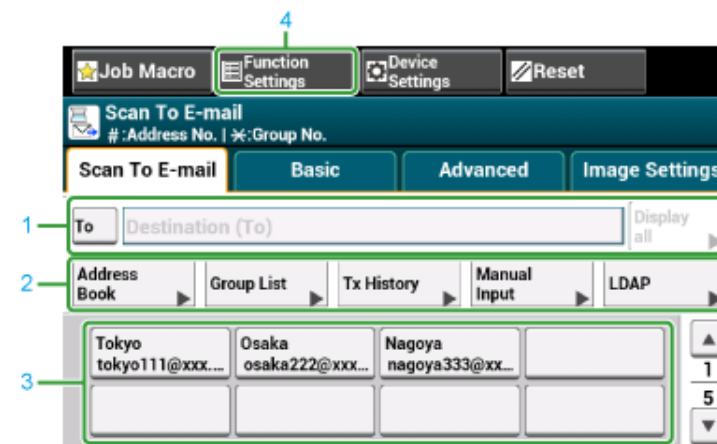 4
Job Macro
Function
Settings
Device
Settings
Reset
Scan To E-mail
#:Address No. | ⚹:Group No.
Scan To E-mail
Basic
Advanced
Image Settings
1
To
Destination (To)
Display
all
2
Address
Book
Group List
Tx History
Manual
Input
LDAP
3
Tokyo
tokyo111@xxx....
Osaka
osaka222@xxx...
Nagoya
nagoya333@xx...
1
5